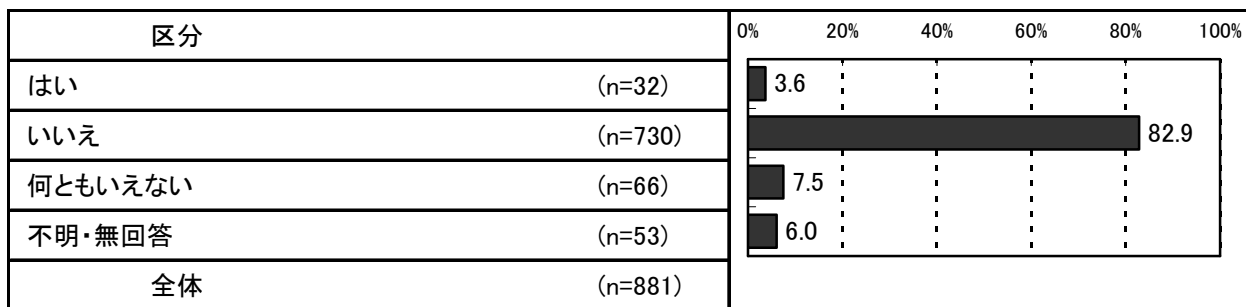 区分 0% 20% 40% 60% 80% 100%
はい (n=32) 3.6
いいえ (n=730) 82.9
何ともいえない (n=66) 7.5
不明・無回答 (n=53) 6.0
全体 (n=881)